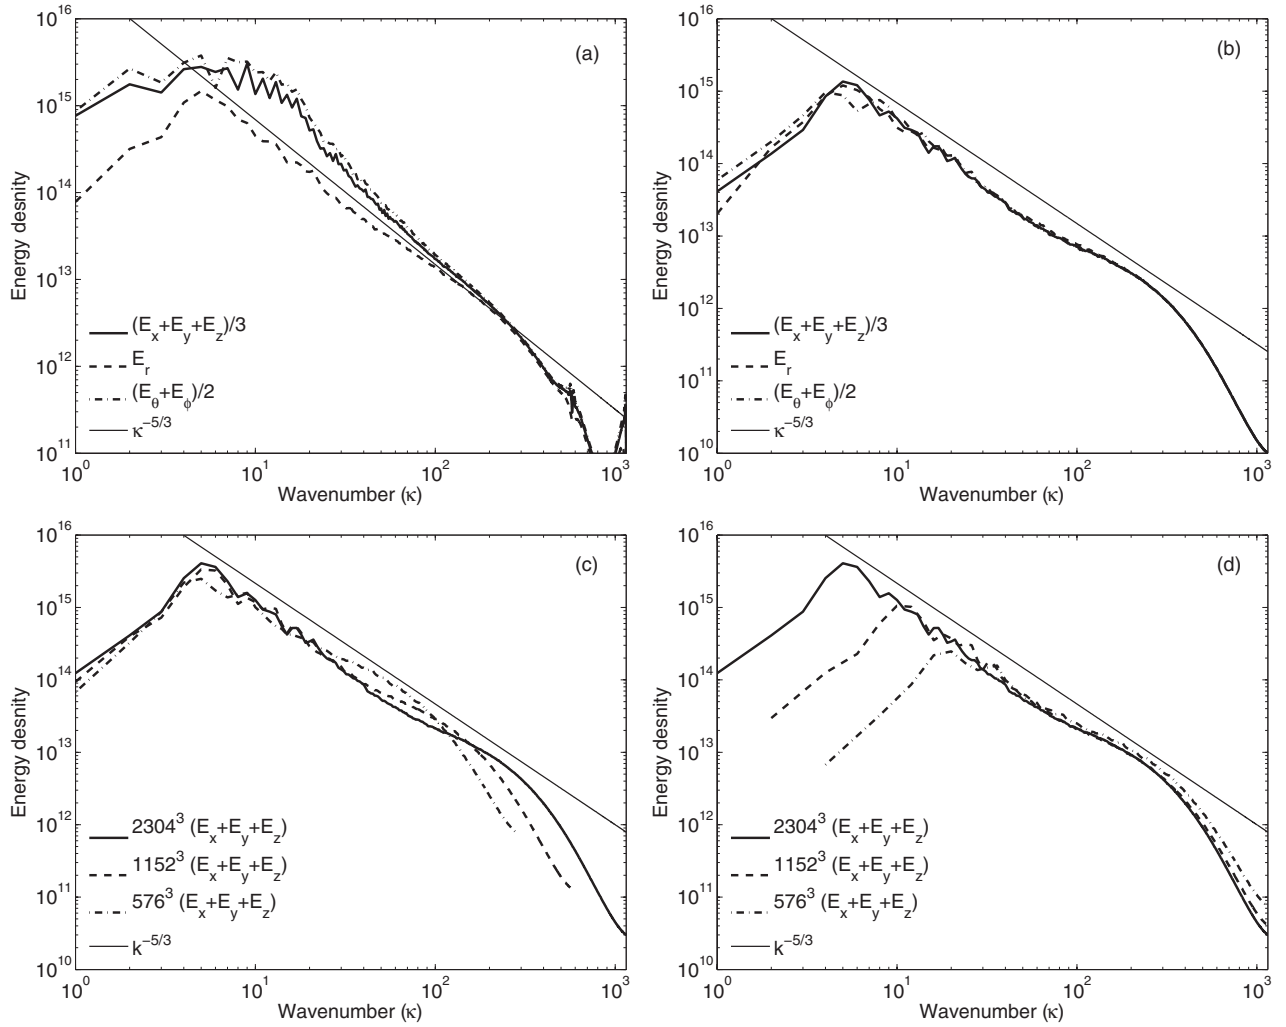 (a)
10^16
10^15
10^14
10^13
10^12
10^11
Energy desnity
(E_x+E_y+E_z)/3
E_r
(E_θ+E_ϕ)/2
κ^−5/3
10^0 10^1 10^2 10^3
Wavenumber (κ)
(b)
10^16
10^15
10^14
10^13
10^12
10^11
10^10
Energy desnity
(E_x+E_y+E_z)/3
E_r
(E_θ+E_ϕ)/2
κ^−5/3
10^0 10^1 10^2 10^3
Wavenumber (κ)
(c)
10^16
10^15
10^14
10^13
10^12
10^11
10^10
Energy desnity
2304^3 (E_x+E_y+E_z)
1152^3 (E_x+E_y+E_z)
576^3 (E_x+E_y+E_z)
k^−5/3
10^0 10^1 10^2 10^3
Wavenumber (κ)
(d)
10^16
10^15
10^14
10^13
10^12
10^11
10^10
Energy desnity
2304^3 (E_x+E_y+E_z)
1152^3 (E_x+E_y+E_z)
576^3 (E_x+E_y+E_z)
k^−5/3
10^0 10^1 10^2 10^3
Wavenumber (κ)